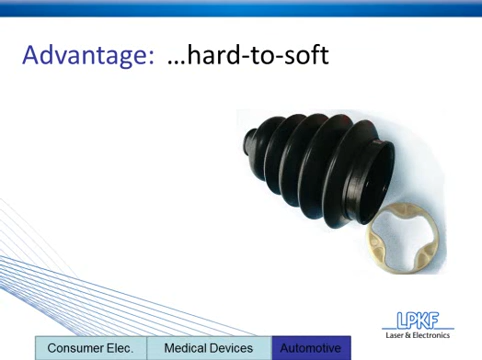 Advantage: …hard-to-soft
LPKF
Laser & Electronics
Consumer Elec.
Medical Devices
Automotive